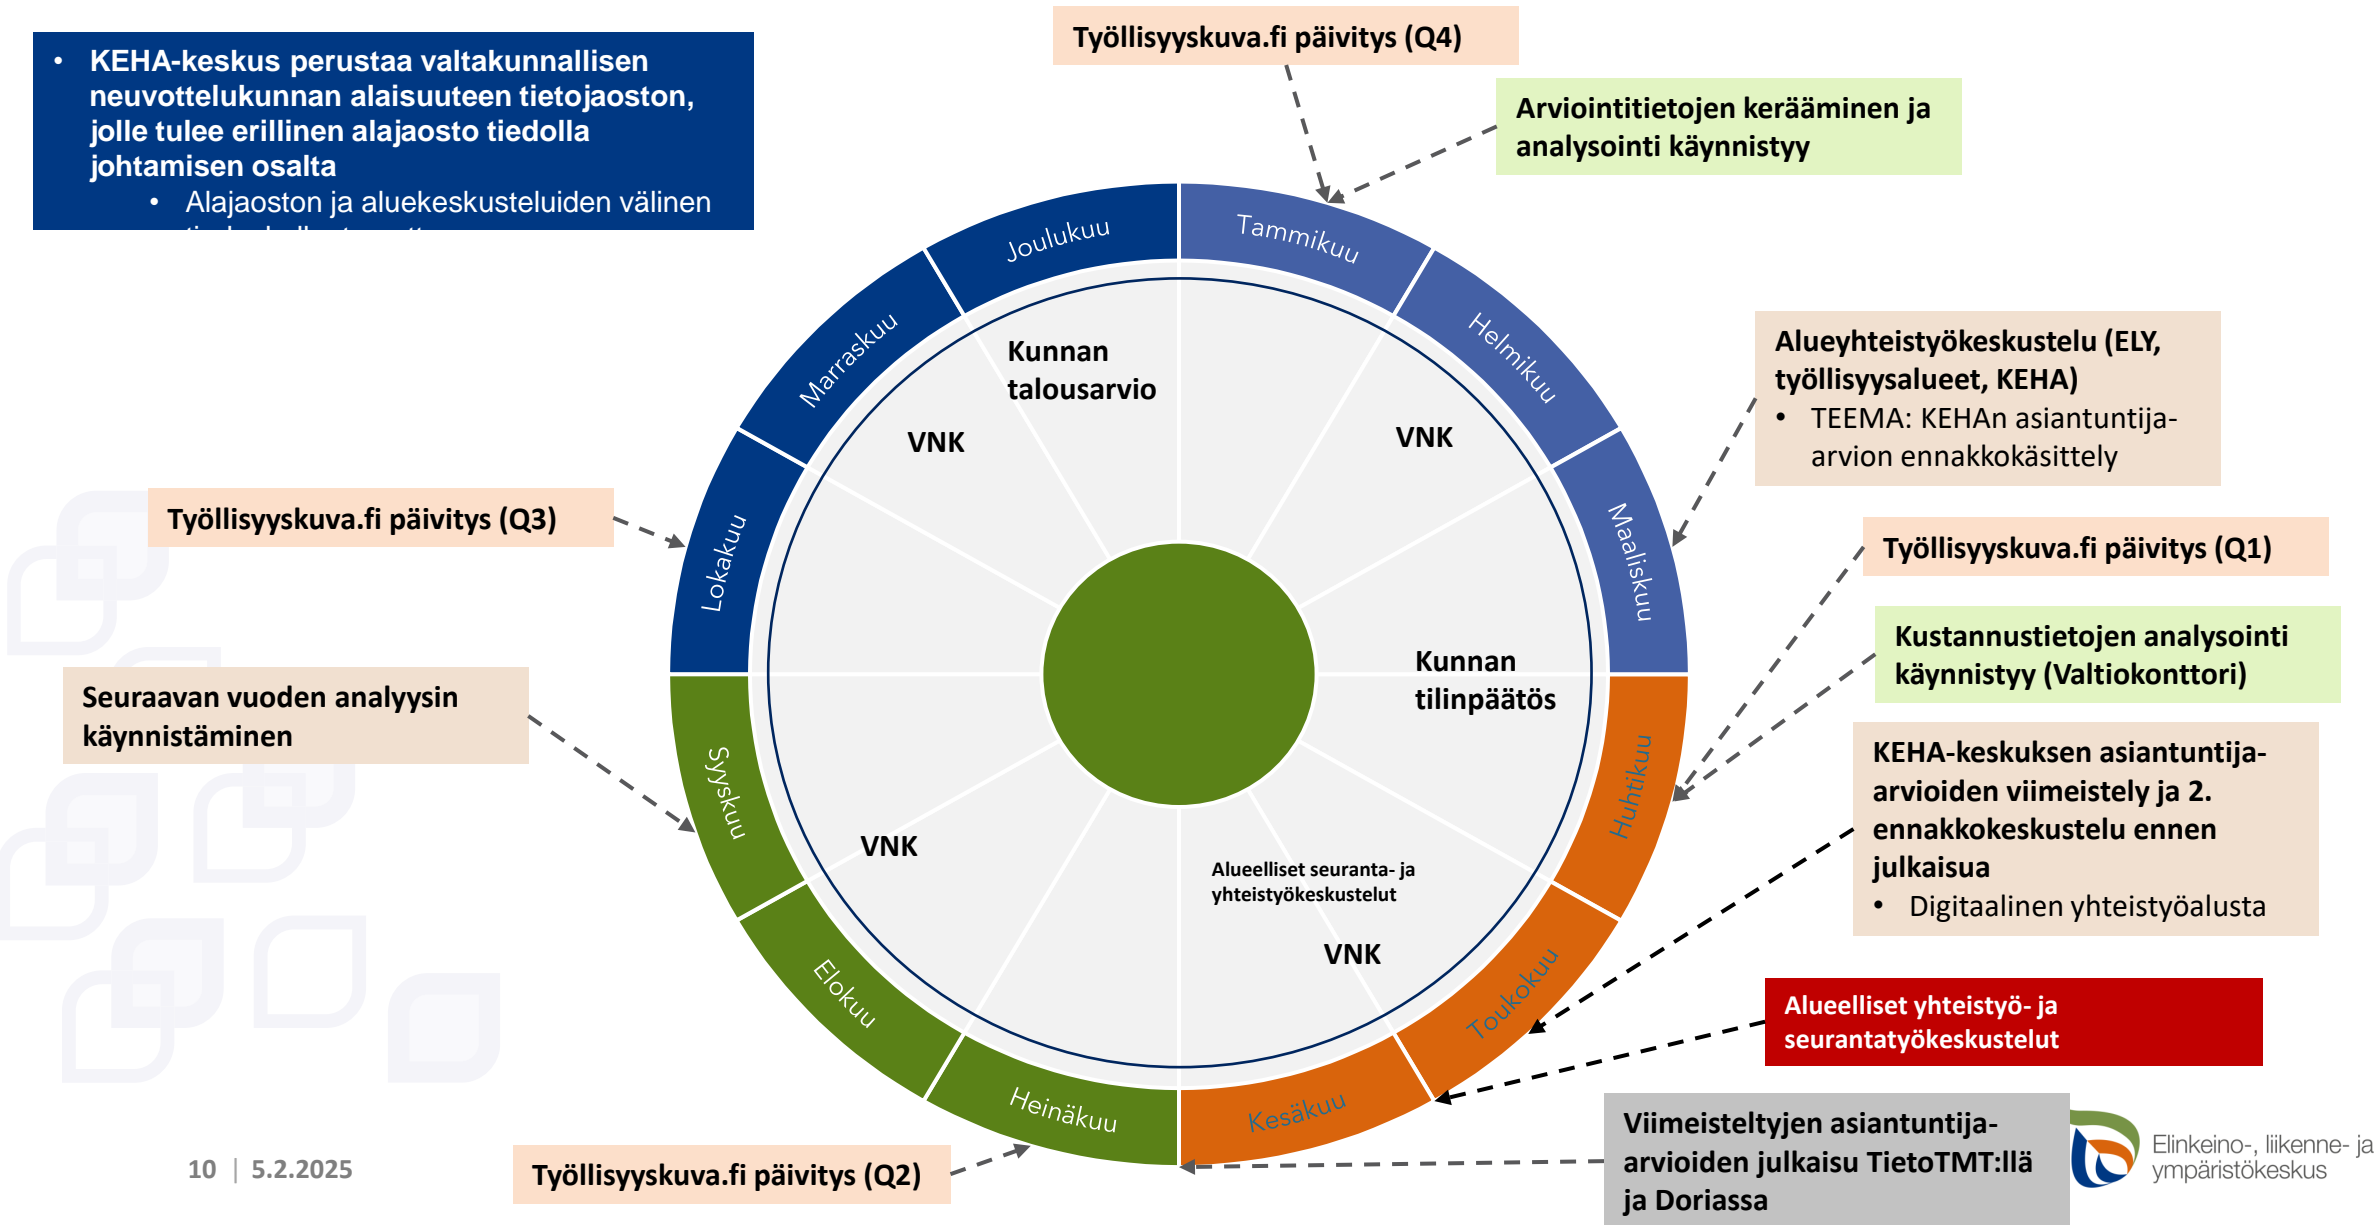 Työllisyyskuva.fi päivitys (Q4)
• KEHA-keskus perustaa valtakunnallisen
neuvottelukunnan alaisuuteen tietojaoston,
jolle tulee erillinen alajaosto tiedolla
johtamisen osalta
• Alajaoston ja aluekeskusteluiden välinen
Arviointitietojen kerääminen ja
analysointi käynnistyy
Joulukuu
Tammikuu
Marraskuu
Helmikuu
Lokakuu
Maaliskuu
Syyskuu
Huhtikuu
Elokuu
Toukokuu
Heinäkuu
Kesäkuu
Kunnan
talousarvio
VNK
VNK
Kunnan
tilinpäätös
VNK
Alueelliset seuranta- ja
yhteistyökeskustelut
VNK
Alueyhteistyökeskustelu (ELY,
työllisyysalueet, KEHA)
• TEEMA: KEHAn asiantuntija-
arvion ennakkokäsittely
Työllisyyskuva.fi päivitys (Q3)
Työllisyyskuva.fi päivitys (Q1)
Kustannustietojen analysointi
käynnistyy (Valtiokonttori)
Seuraavan vuoden analyysin
käynnistäminen
KEHA-keskuksen asiantuntija-
arvioiden viimeistely ja 2.
ennakkokeskustelu ennen
julkaisua
• Digitaalinen yhteistyöalusta
Alueelliset yhteistyö- ja
seurantatyökeskustelut
Viimeisteltyjen asiantuntija-
arvioiden julkaisu TietoTMT:llä
ja Doriassa
Työllisyyskuva.fi päivitys (Q2)
10 | 5.2.2025
Elinkeino-, liikenne- ja
ympäristökeskus